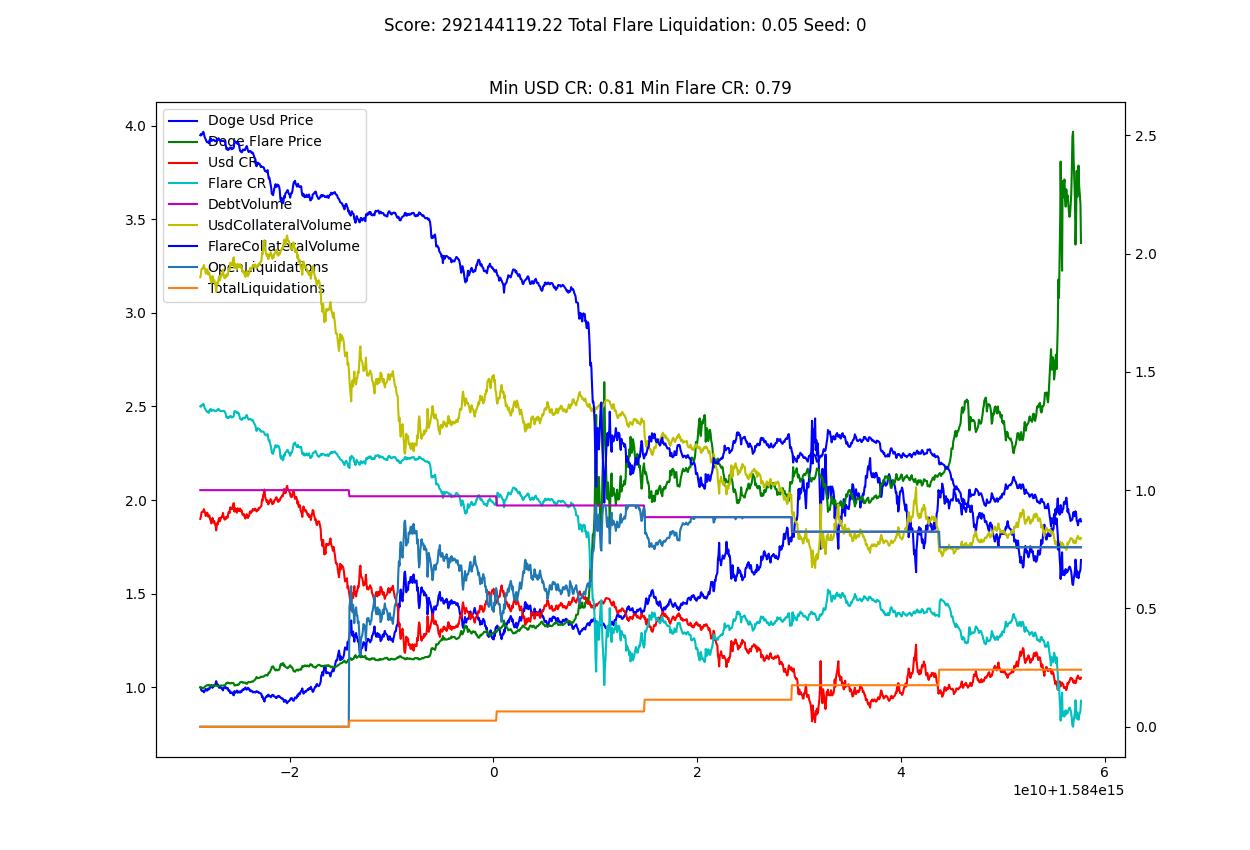 Score: 292144119.22 Total Flare Liquidation: 0.05 Seed: 0
Min USD CR: 0.81 Min Flare CR: 0.79
Doge Usd Price
Doge Flare Price
Usd CR
Flare CR
DebtVolume
UsdCollateralVolume
FlareCollateralVolume
OpenLiquidations
TotalLiquidations
4.0
3.5
3.0
2.5
2.0
1.5
1.0
2.5
2.0
1.5
1.0
0.5
0.0
−2 0 2 4 6
1e10+1.584e15